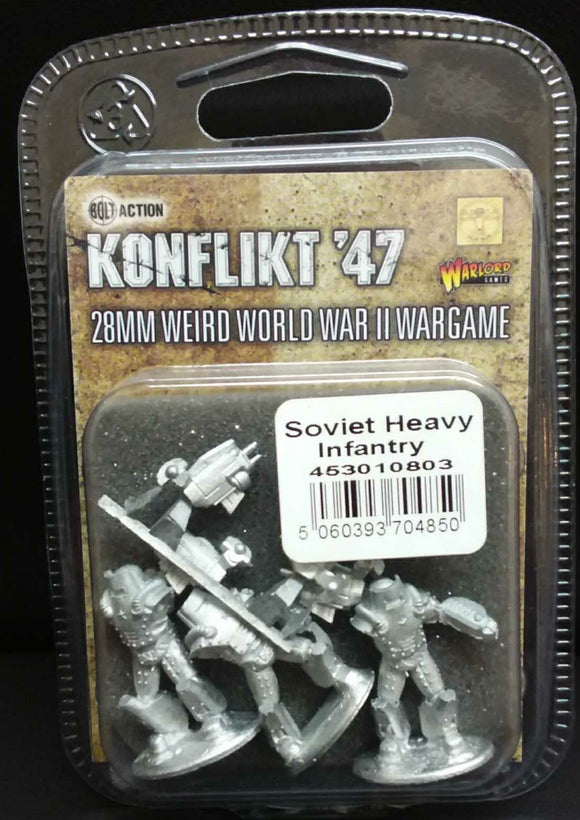 BOLT ACTION
KONFLIKT '47
WARLORD
GAMES
28MM WEIRD WORLD WAR II WARGAME
Soviet Heavy
Infantry
453010803
5 060393 704850